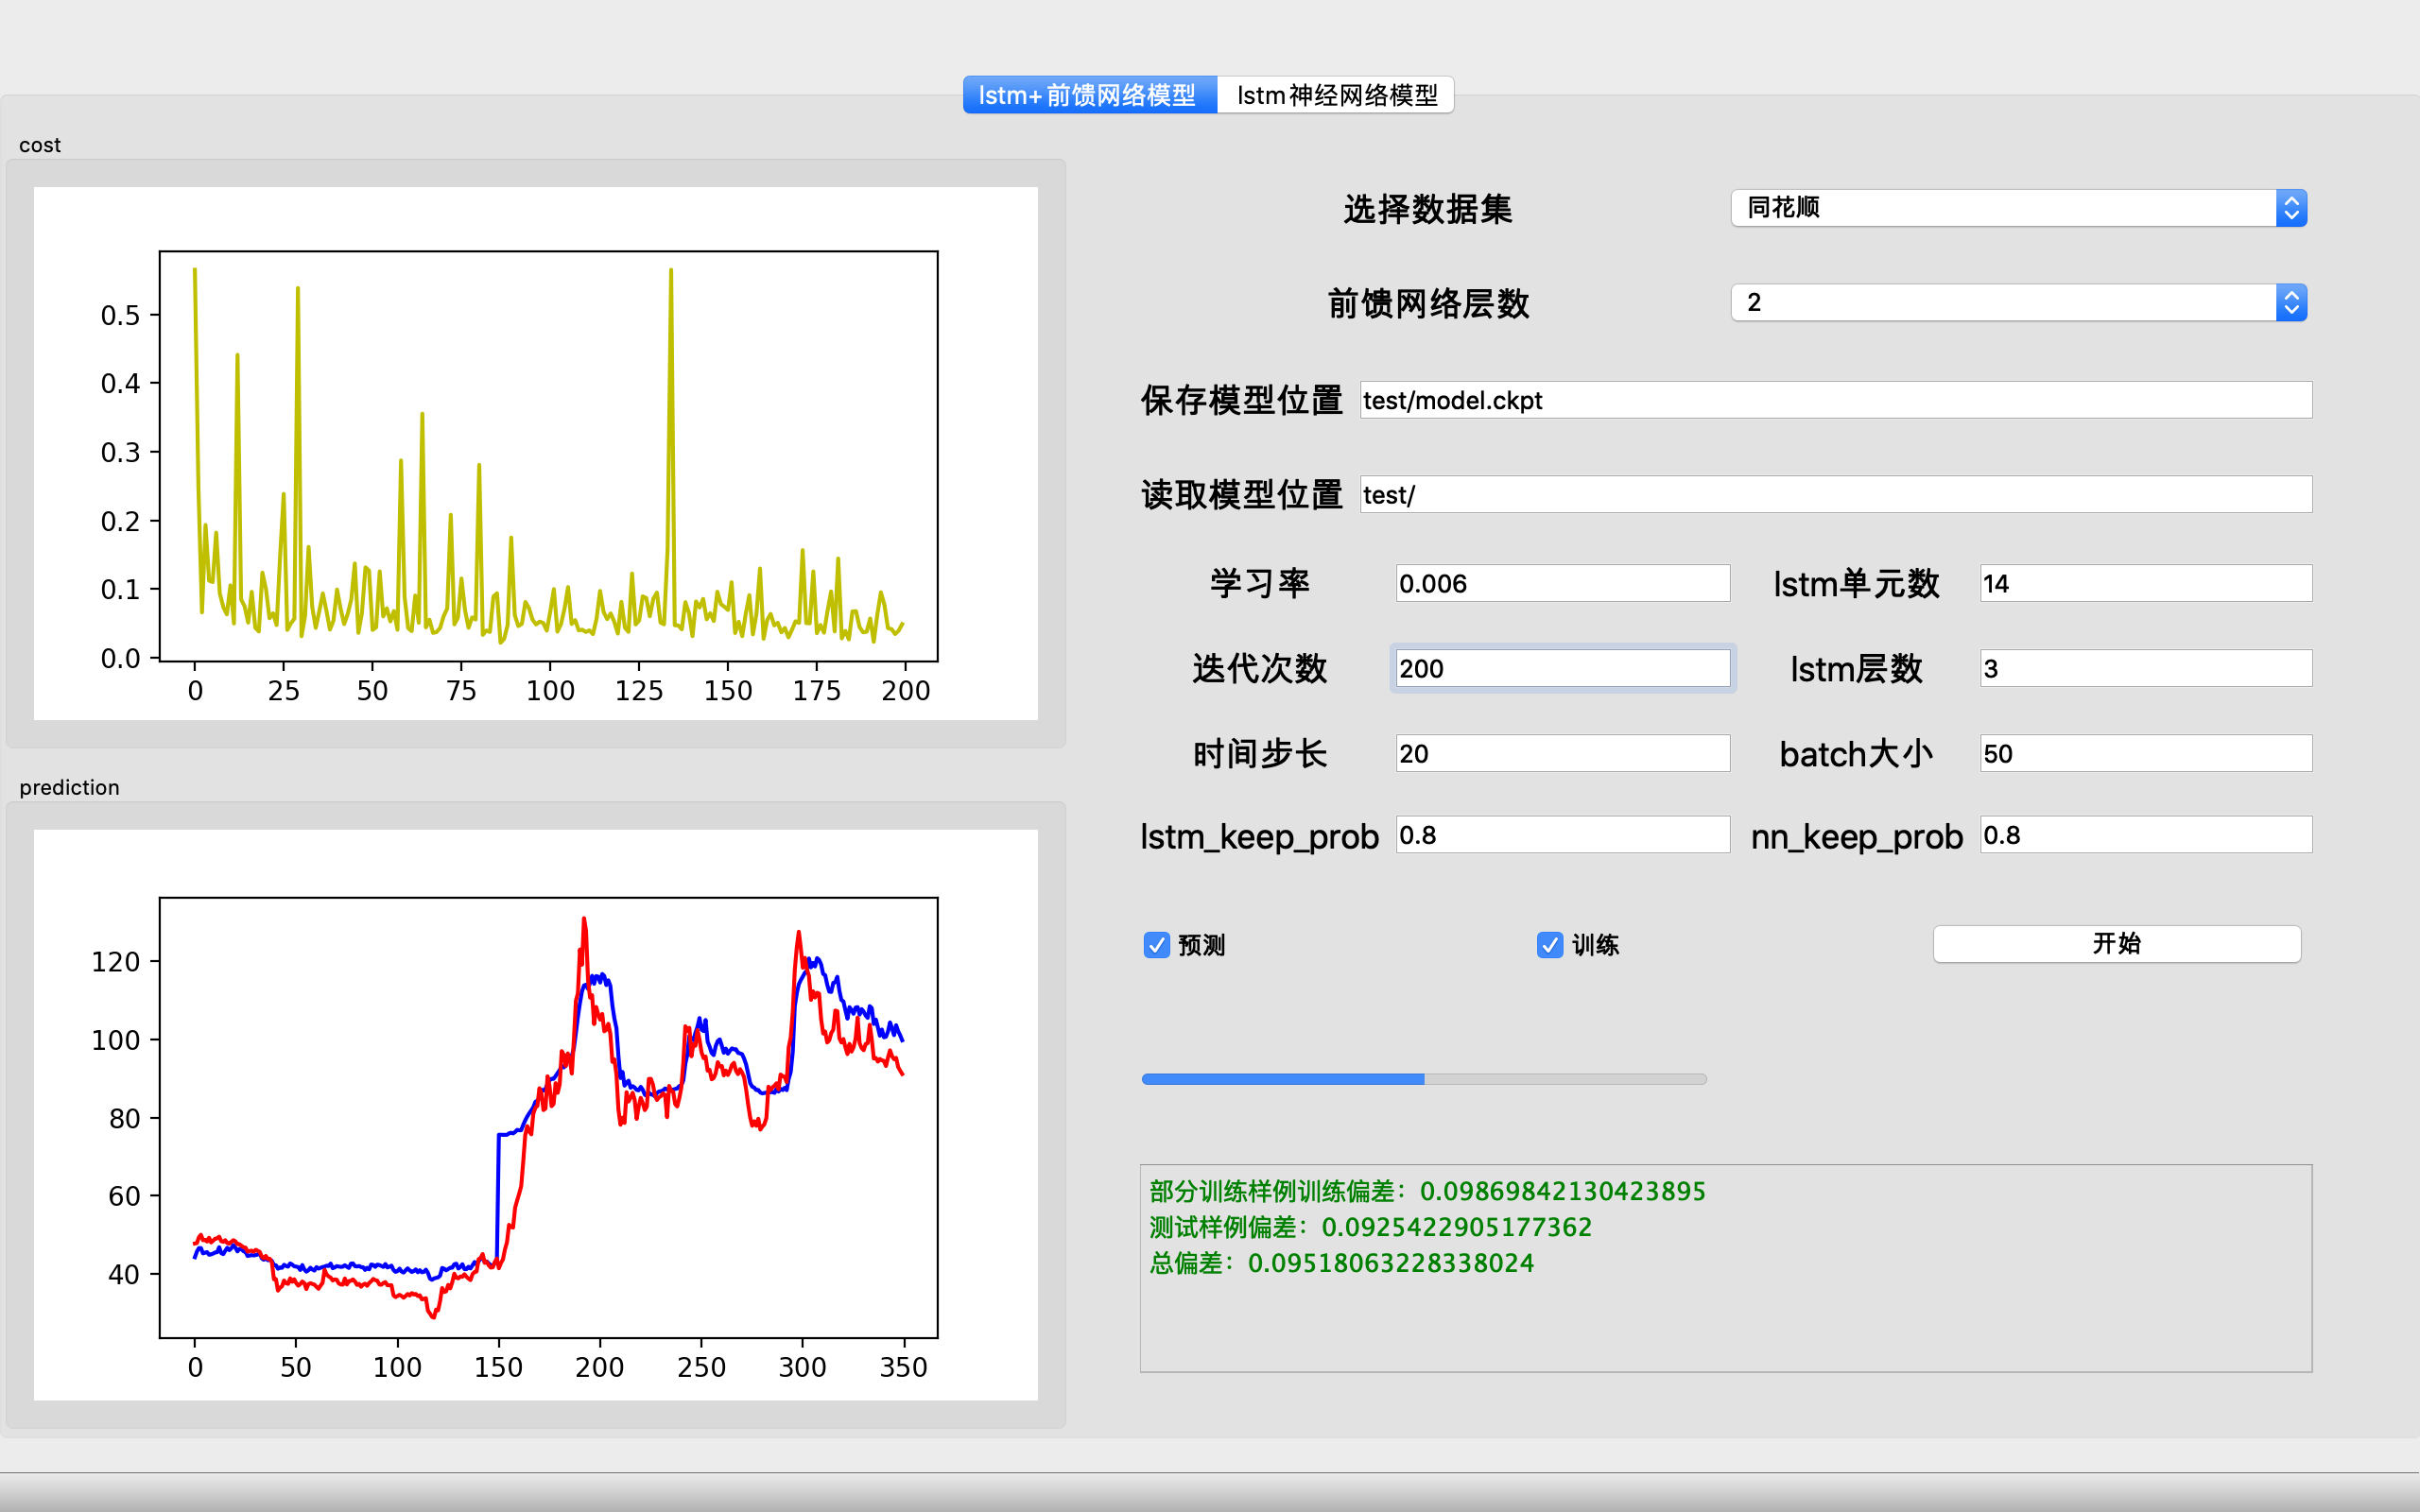 lstm+前馈网络模型 lstm神经网络模型
cost
0.5
0.4
0.3
0.2
0.1
0.0
0 25 50 75 100 125 150 175 200
prediction
120
100
80
60
40
0 50 100 150 200 250 300 350
选择数据集 同花顺
前馈网络层数 2
保存模型位置 test/model.ckpt
读取模型位置 test/
学习率 0.006 lstm单元数 14
迭代次数 200 lstm层数 3
时间步长 20 batch大小 50
lstm_keep_prob 0.8 nn_keep_prob 0.8
预测 训练 开始
部分训练样例训练偏差：0.09869842130423895
测试样例偏差：0.0925422905177362
总偏差：0.09518063228338024